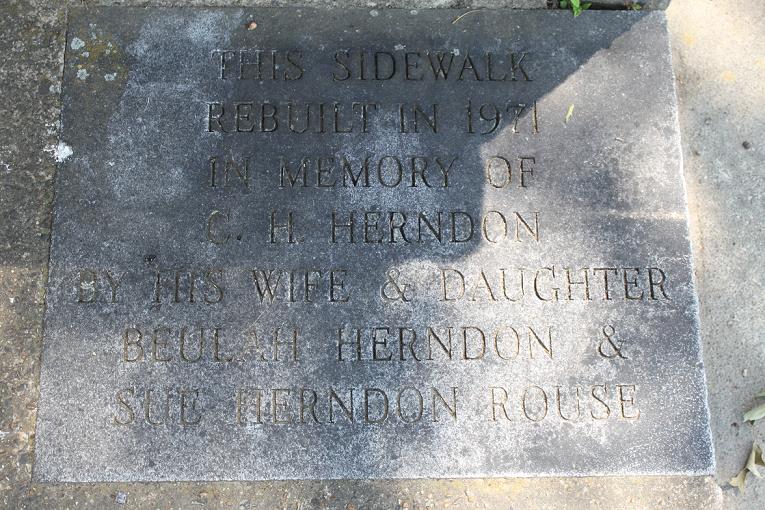 THIS SIDEWALK
REBUILT IN 1971
IN MEMORY OF
C. H. HERNDON
BY HIS WIFE & DAUGHTER
BEULAH HERNDON &
SUE HERNDON ROUSE